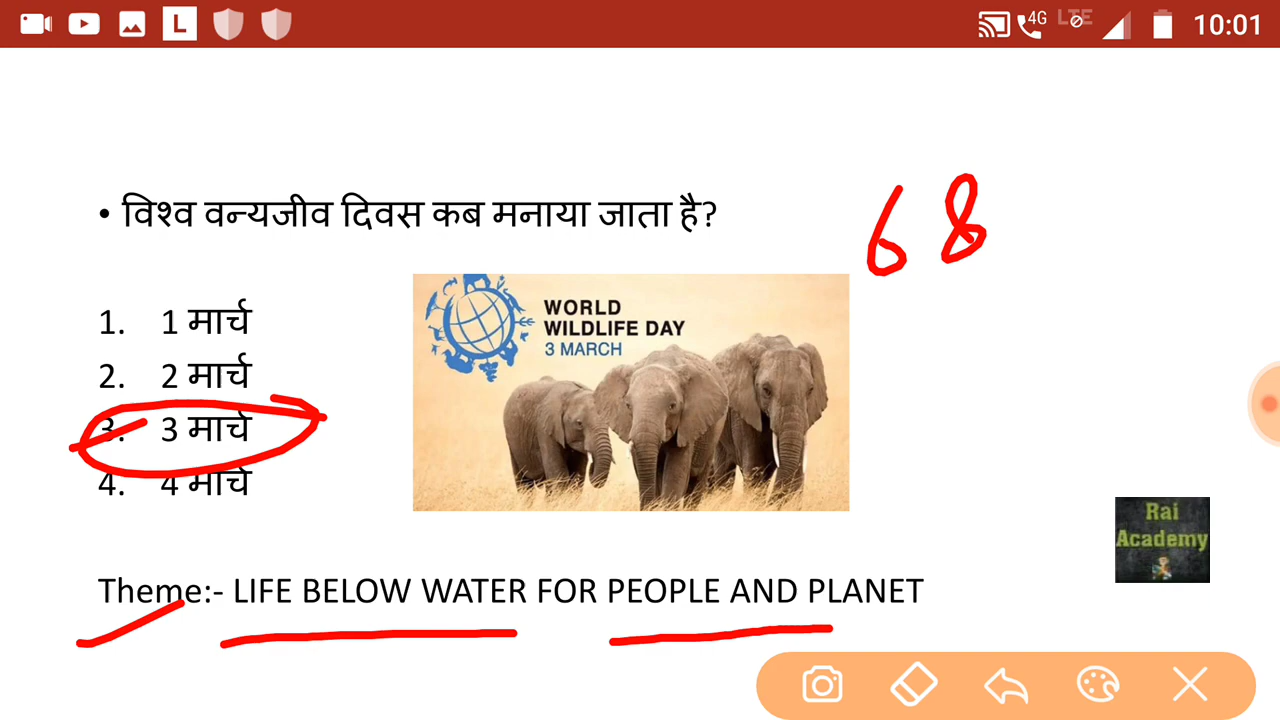 L 4G LTE 10:01
• विश्व वन्यजीव दिवस कब मनाया जाता है?
68
1. 1 मार्च
2. 2 मार्च
3. 3 मार्च
4. 4 मार्च
WORLD
WILDLIFE DAY
3 MARCH
Rai
Academy
Theme:- LIFE BELOW WATER FOR PEOPLE AND PLANET